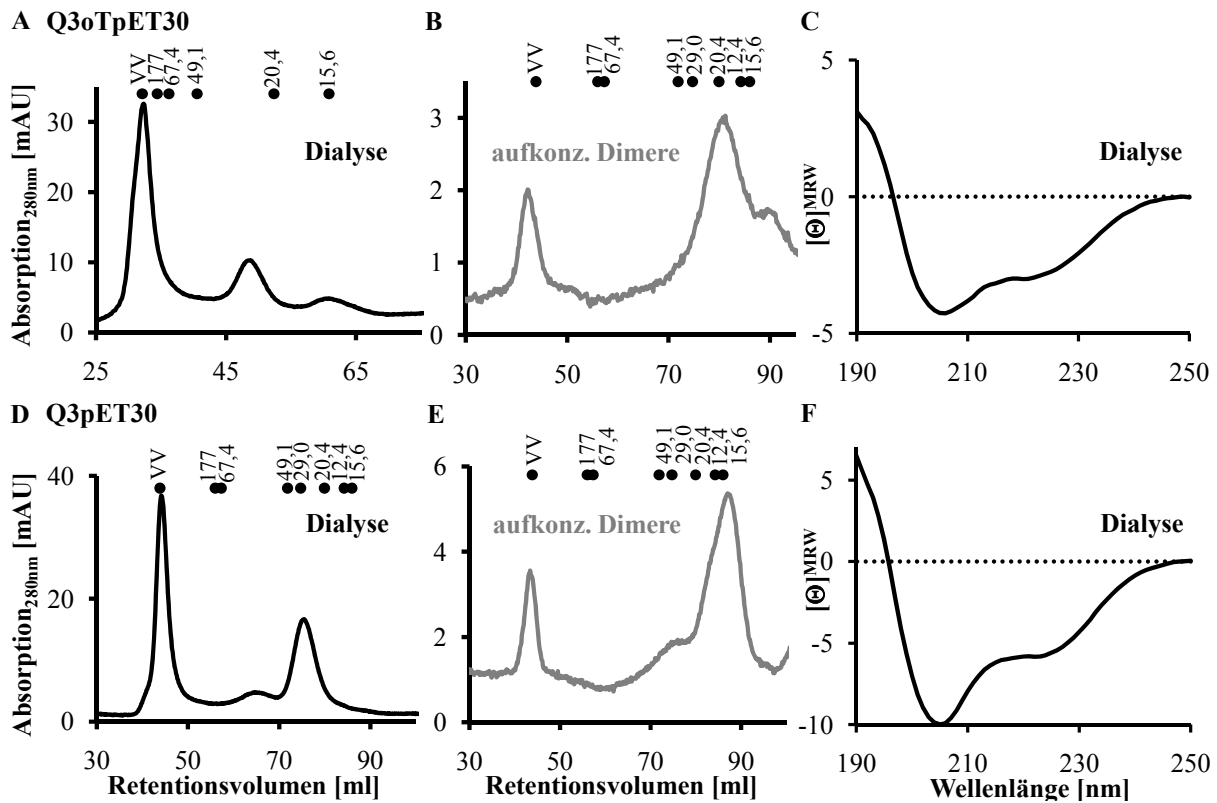 A Q3oTpET30
B
C
VV 177 67,4 49,1 20,4 15,6
VV 177 67,4 49,1 29,0 20,4 12,4 15,6
Absorption280nm [mAU]
30
20
10
0
Dialyse
25 45 65
3
2
1
0
aufkonz. Dimere
30 50 70 90
[Θ]MRW
5
0
-5
Dialyse
190 210 230 250
D Q3pET30
E
F
VV 177 67,4 49,1 29,0 20,4 12,4 15,6
VV 177 67,4 49,1 29,0 20,4 12,4 15,6
Absorption280nm [mAU]
40
20
0
Dialyse
30 50 70 90
Retentionsvolumen [ml]
6
4
2
0
aufkonz. Dimere
30 50 70 90
Retentionsvolumen [ml]
[Θ]MRW
5
0
-5
-10
Dialyse
190 210 230 250
Wellenlänge [nm]